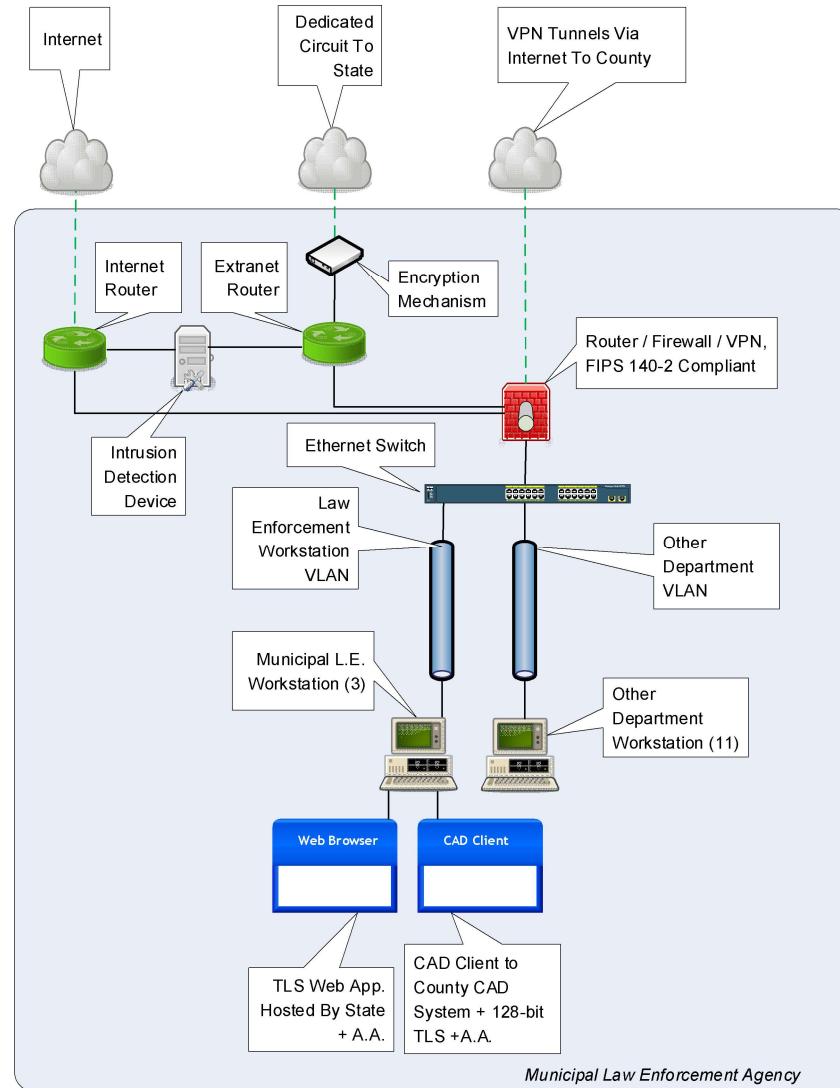 Internet
Dedicated
Circuit To
State
VPN Tunnels Via
Internet To County
Internet
Router
Extranet
Router
Encryption
Mechanism
Router / Firewall / VPN,
FIPS 140-2 Compliant
Intrusion
Detection
Device
Ethernet Switch
Law
Enforcement
Workstation
VLAN
Other
Department
VLAN
Municipal L.E.
Workstation (3)
Other
Department
Workstation (11)
Web Browser
CAD Client
TLS Web App.
Hosted By State
+ A.A.
CAD Client to
County CAD
System + 128-bit
TLS +A.A.
Municipal Law Enforcement Agency